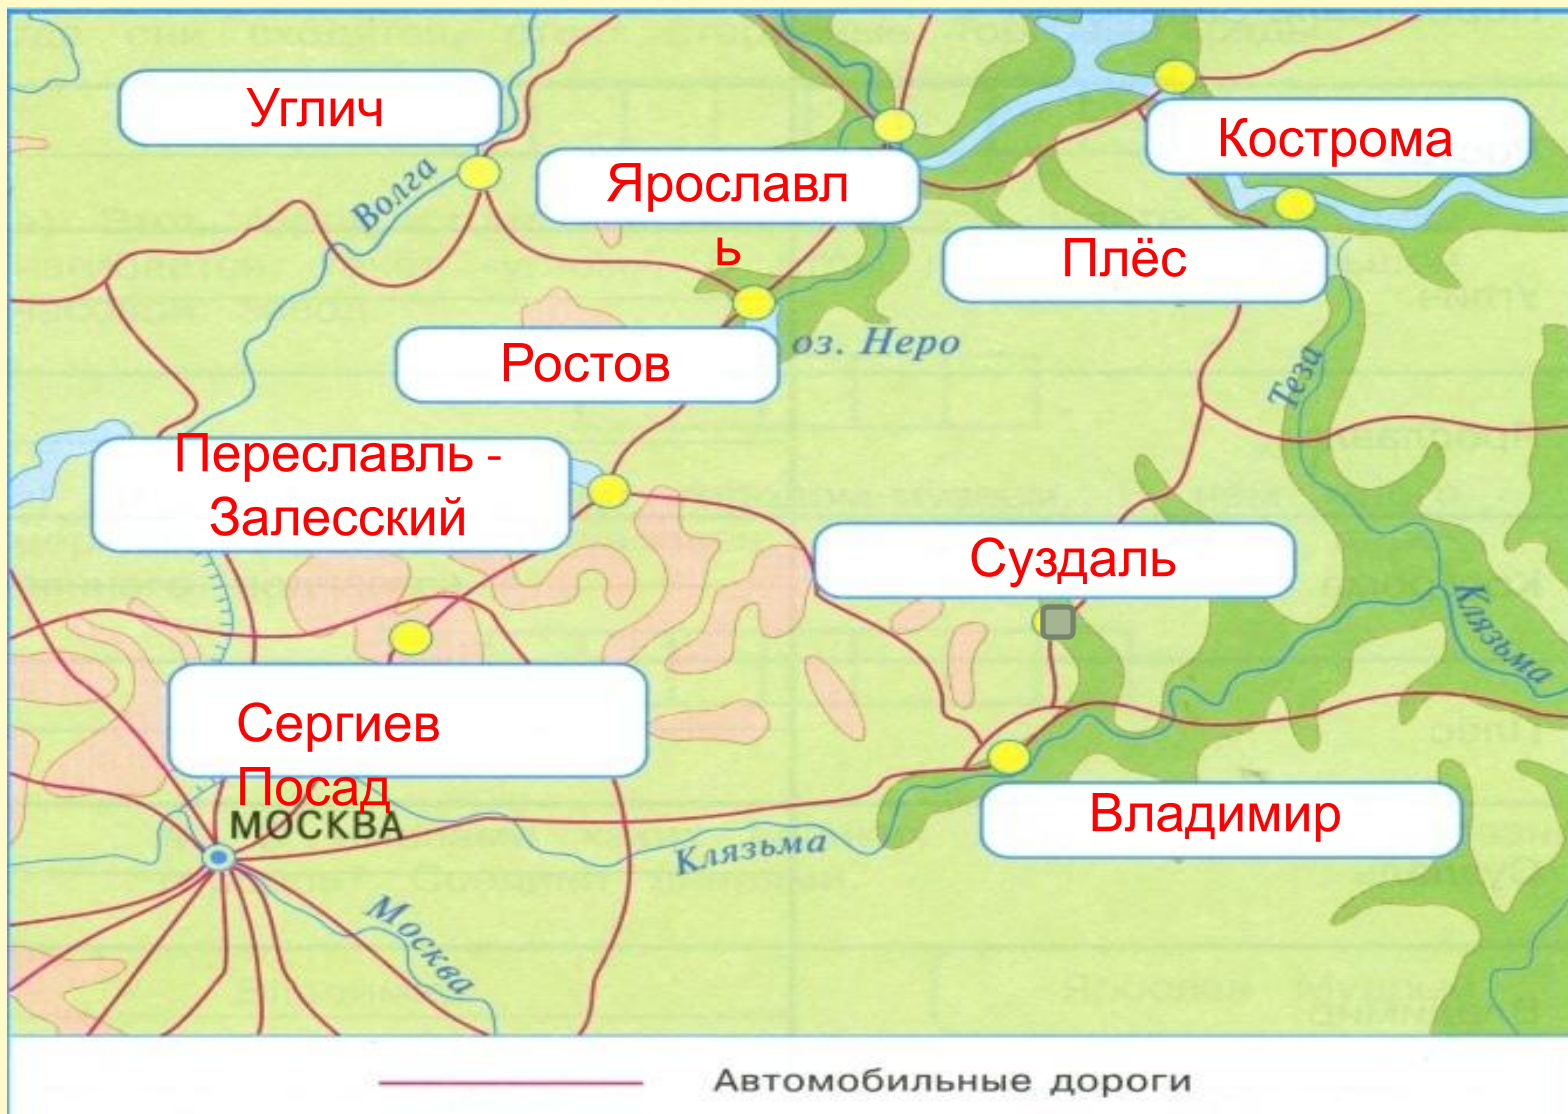 Углич
Кострома
Ярославл
ь
Волга
Плёс
Ростов
оз. Неро
Теза
Переславль -
Залесский
Суздаль
Клязьма
Сергиев
Посад
МОСКВА
Владимир
Клязьма
Москва
Автомобильные дороги